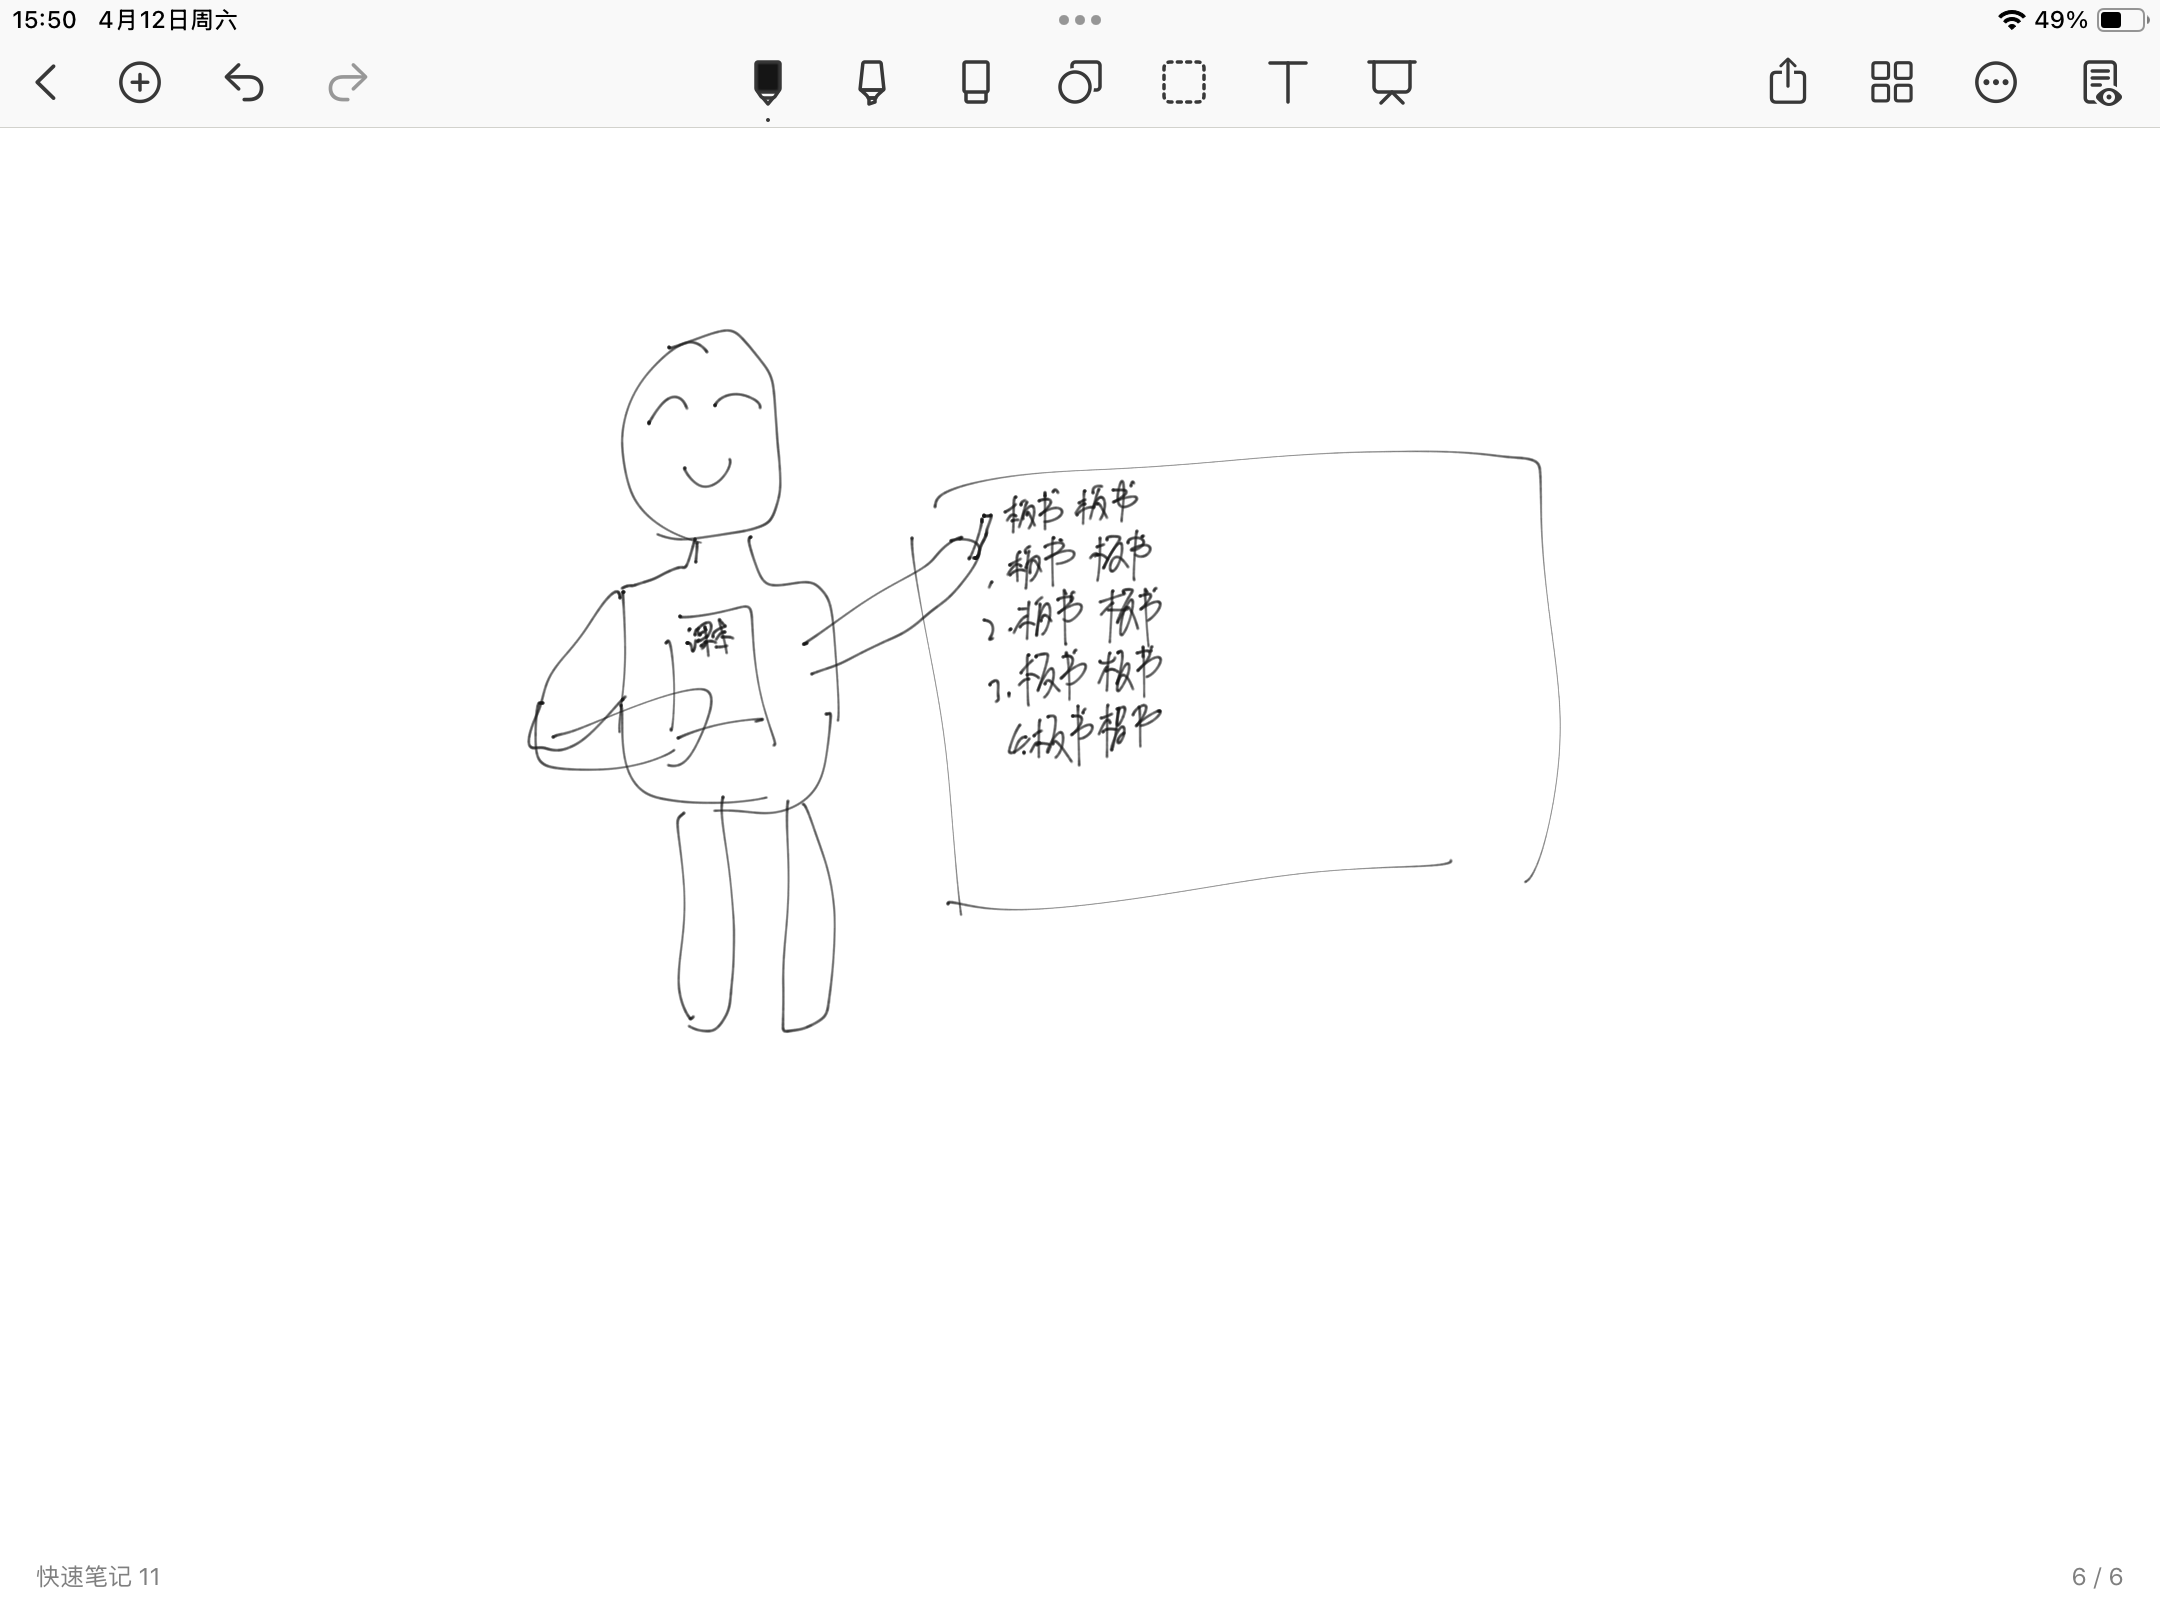 15:50 4月12日周六
49%
课本
板书 板书
1. 板书 板书
2. 板书 板书
3. 板书 板书
4. 板书 板书
快速笔记 11
6 / 6